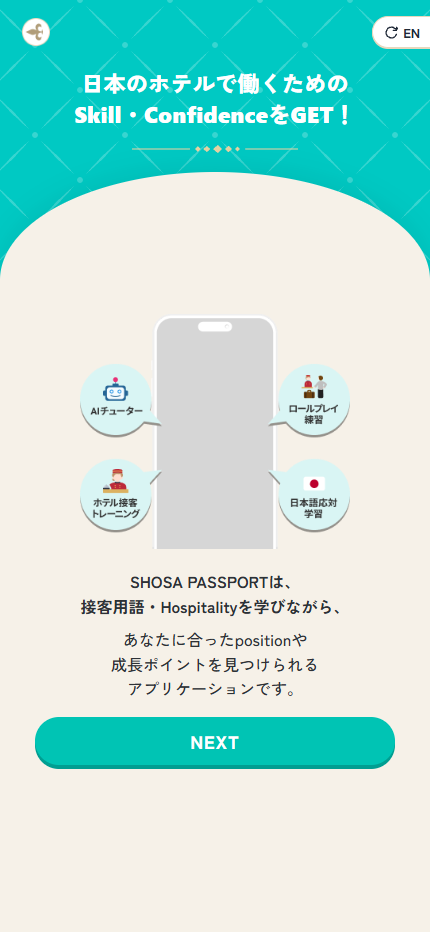 EN
日本のホテルで働くための
Skill・ConfidenceをGET！
AIチューター
ロールプレイ
練習
ホテル接客
トレーニング
日本語応対
学習
SHOSA PASSPORTは、
接客用語・Hospitalityを学びながら、
あなたに合ったpositionや
成長ポイントを見つけられる
アプリケーションです。
NEXT